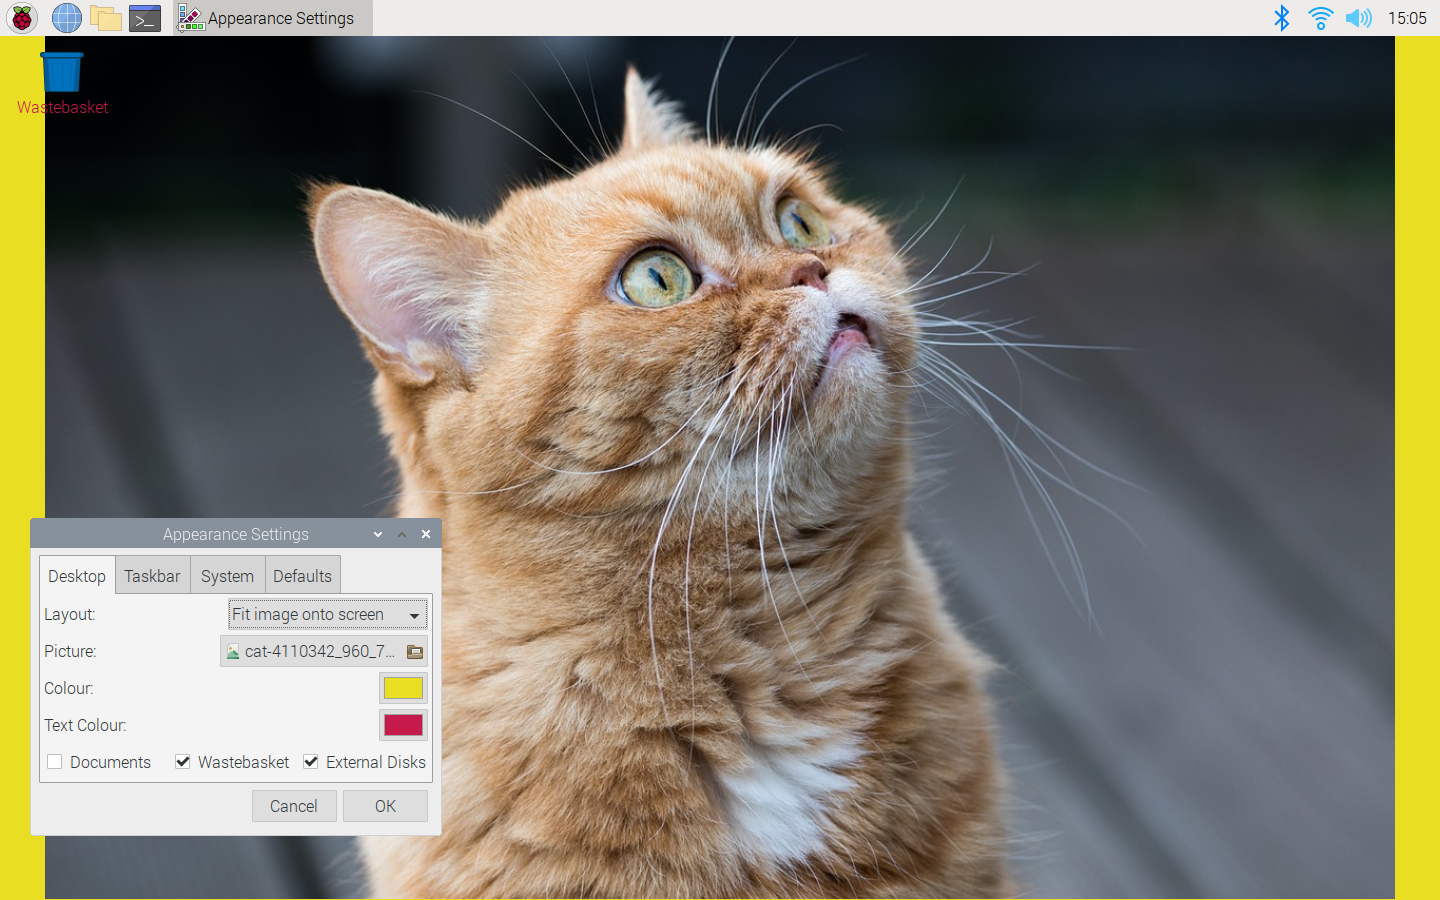 Appearance Settings
15:05
Wastebasket
Appearance Settings
Desktop Taskbar System Defaults
Layout: Fit image onto screen
Picture: cat-4110342_960_7...
Colour:
Text Colour:
Documents Wastebasket External Disks
Cancel OK